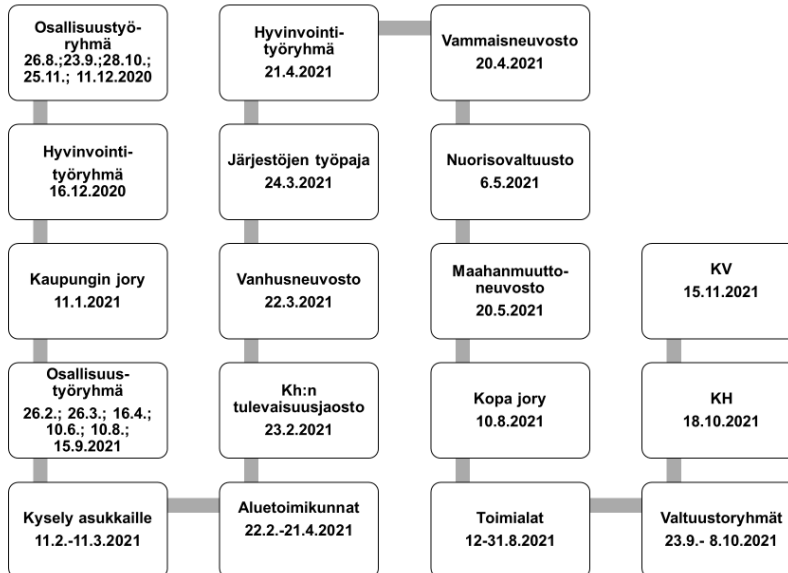 Osallisuustyö-
ryhmä
26.8.;23.9.;28.10.;
25.11.; 11.12.2020
Hyvinvointi-
työryhmä
16.12.2020
Kaupungin jory
11.1.2021
Osallisuus-
työryhmä
26.2.; 26.3.; 16.4.;
10.6.; 10.8.;
15.9.2021
Kysely asukkaille
11.2.-11.3.2021
Aluetoimikunnat
22.2.-21.4.2021
Kh:n
tulevaisuusjaosto
23.2.2021
Vanhusneuvosto
22.3.2021
Järjestöjen työpaja
24.3.2021
Hyvinvointi-
työryhmä
21.4.2021
Vammaisneuvosto
20.4.2021
Nuorisovaltuusto
6.5.2021
Maahanmuutto-
neuvosto
20.5.2021
Kopa jory
10.8.2021
Toimialat
12-31.8.2021
Valtuustoryhmät
23.9.- 8.10.2021
KH
18.10.2021
KV
15.11.2021